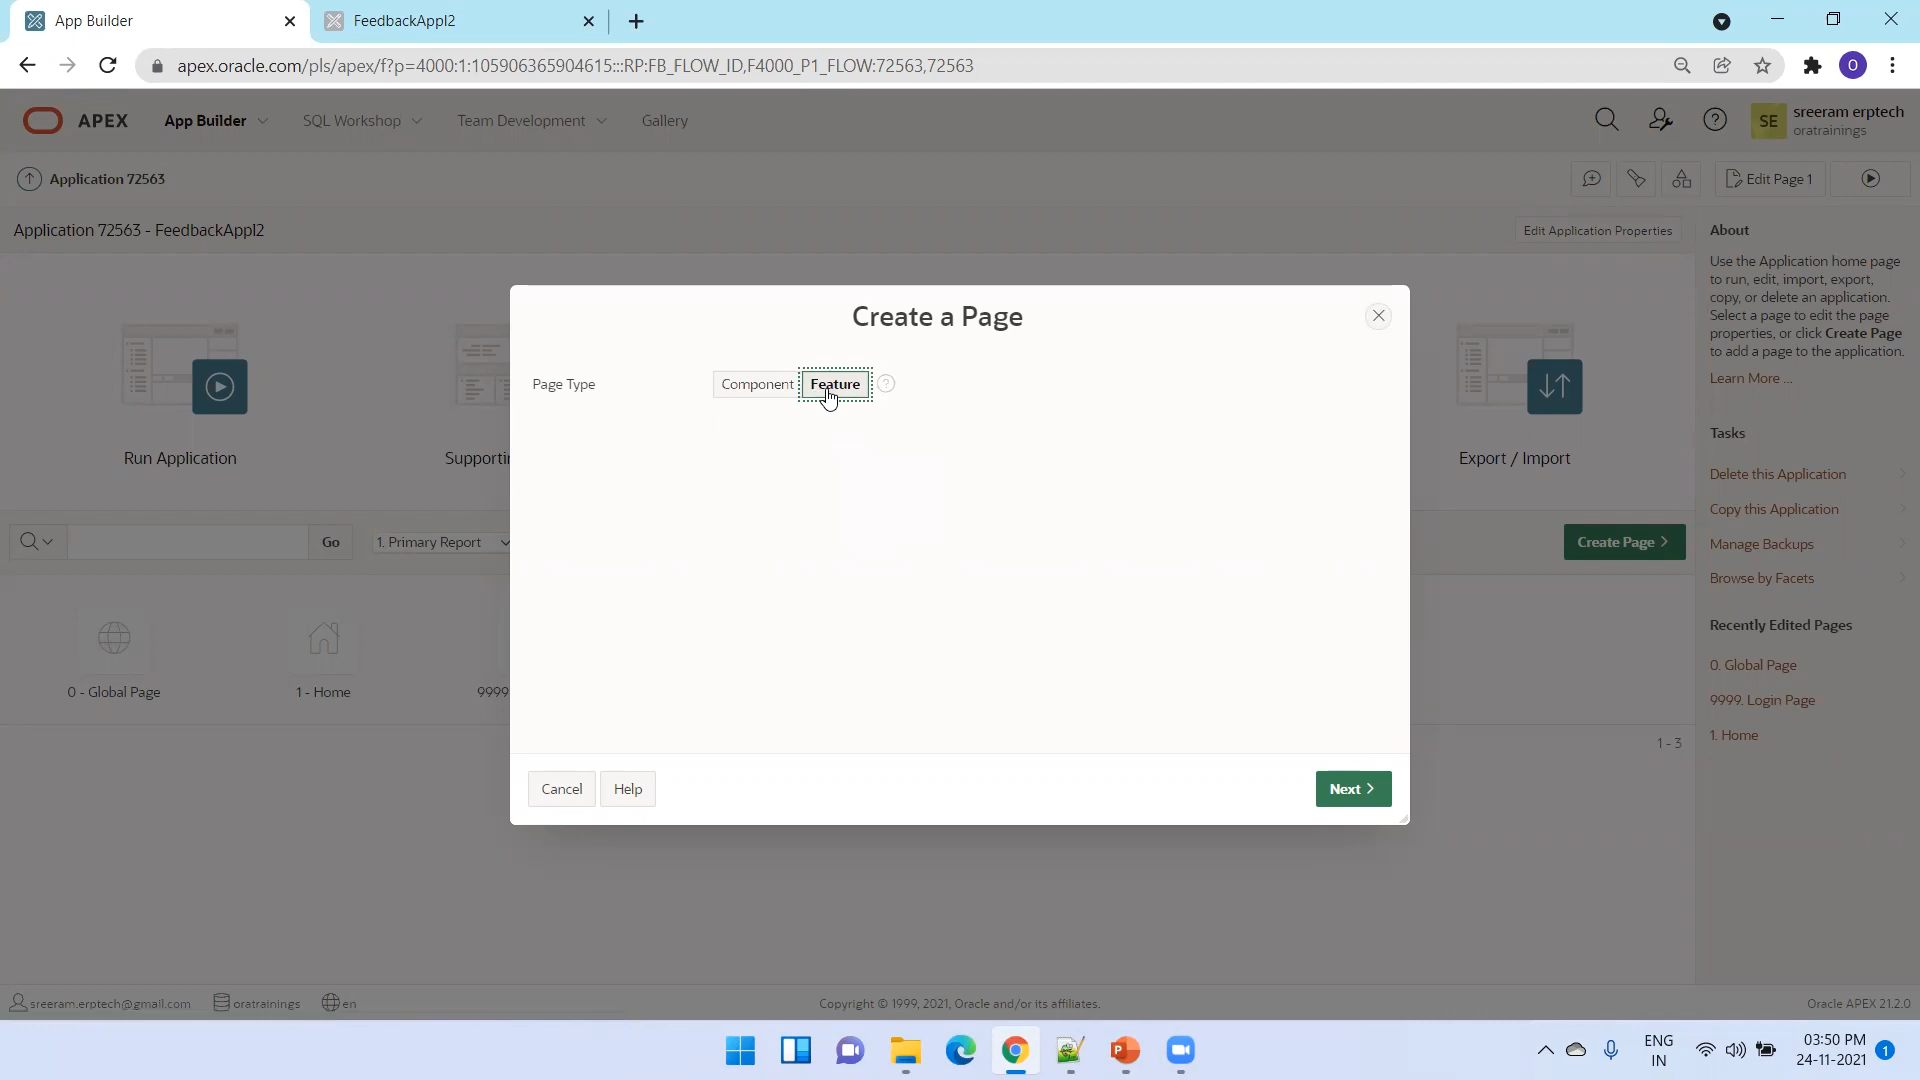 App Builder
FeedbackAppl2
apex.oracle.com/pls/apex/f?p=4000:1:105906365904615:::RP:FB_FLOW_ID,F4000_P1_FLOW:72563,72563
O
APEX
App Builder
SQL Workshop
Team Development
Gallery
SE
sreeram erptech
oratrainings
Application 72563
Edit Page 1
Application 72563 - FeedbackAppl2
Edit Application Properties
About
Use the Application home page
to run, edit, import, export,
copy, or delete an application.
Select a page to edit the page
properties, or click Create Page
to add a page to the application.
Learn More ...
Create a Page
Page Type
Component
Feature
?
Run Application
Supporti
Export / Import
Tasks
Delete this Application
Copy this Application
Manage Backups
Browse by Facets
Go
1. Primary Report
Create Page
Recently Edited Pages
0. Global Page
9999. Login Page
1. Home
0 - Global Page
1 - Home
9999
1 - 3
Cancel
Help
Next
sreeram.erptech@gmail.com
oratrainings
en
Copyright © 1999, 2021, Oracle and/or its affiliates.
Oracle APEX 21.2.0
ENG
IN
03:50 PM
24-11-2021
1